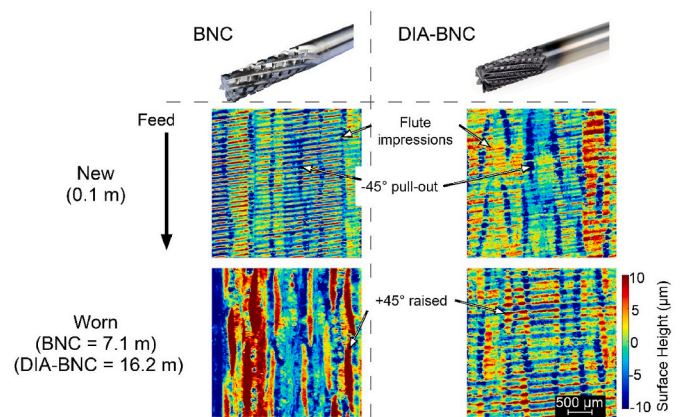 BNC
DIA-BNC
Feed
New
(0.1 m)
Flute
impressions
-45° pull-out
+45° raised
Worn
(BNC = 7.1 m)
(DIA-BNC = 16.2 m)
10
5
0
-5
-10
Surface Height (μm)
500 μm